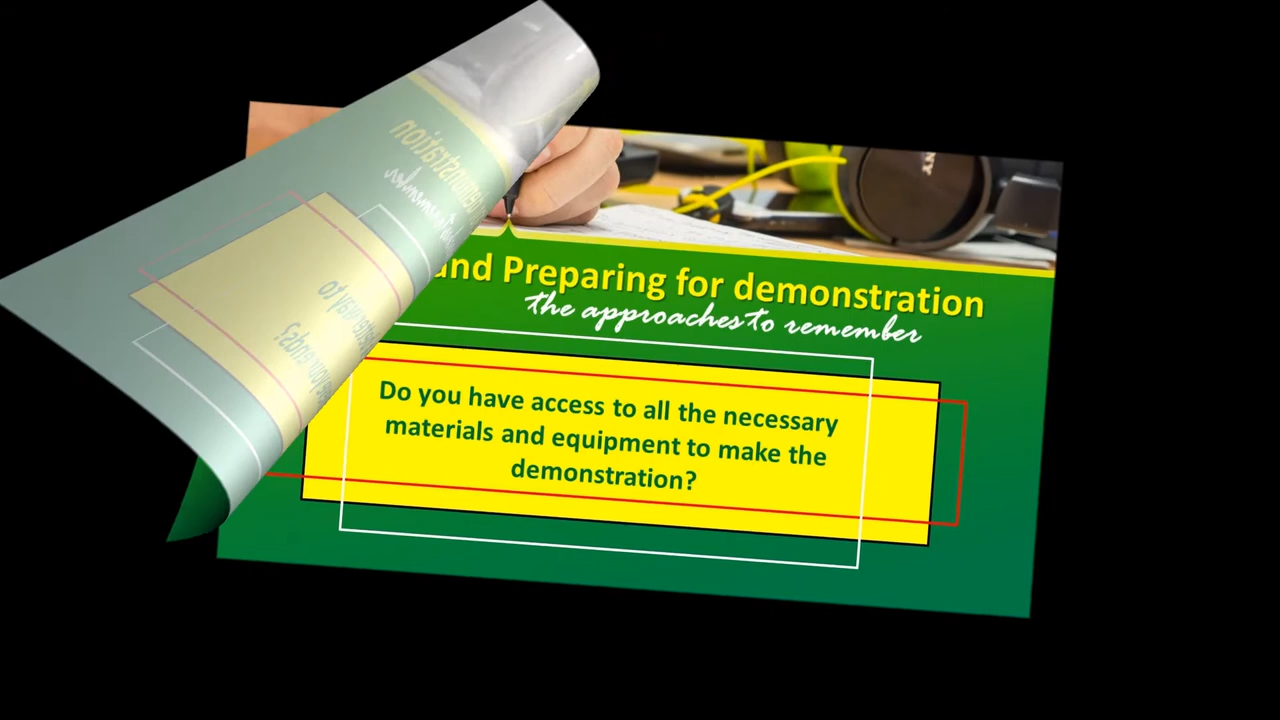 and Preparing for demonstration
the approaches to remember
Do you have access to all the necessary
materials and equipment to make the
demonstration?